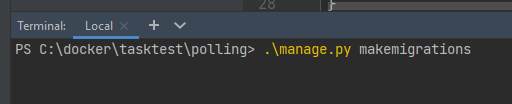 28 }
Terminal: Local × + ∨
PS C:\docker\tasktest\polling> .\manage.py makemigrations